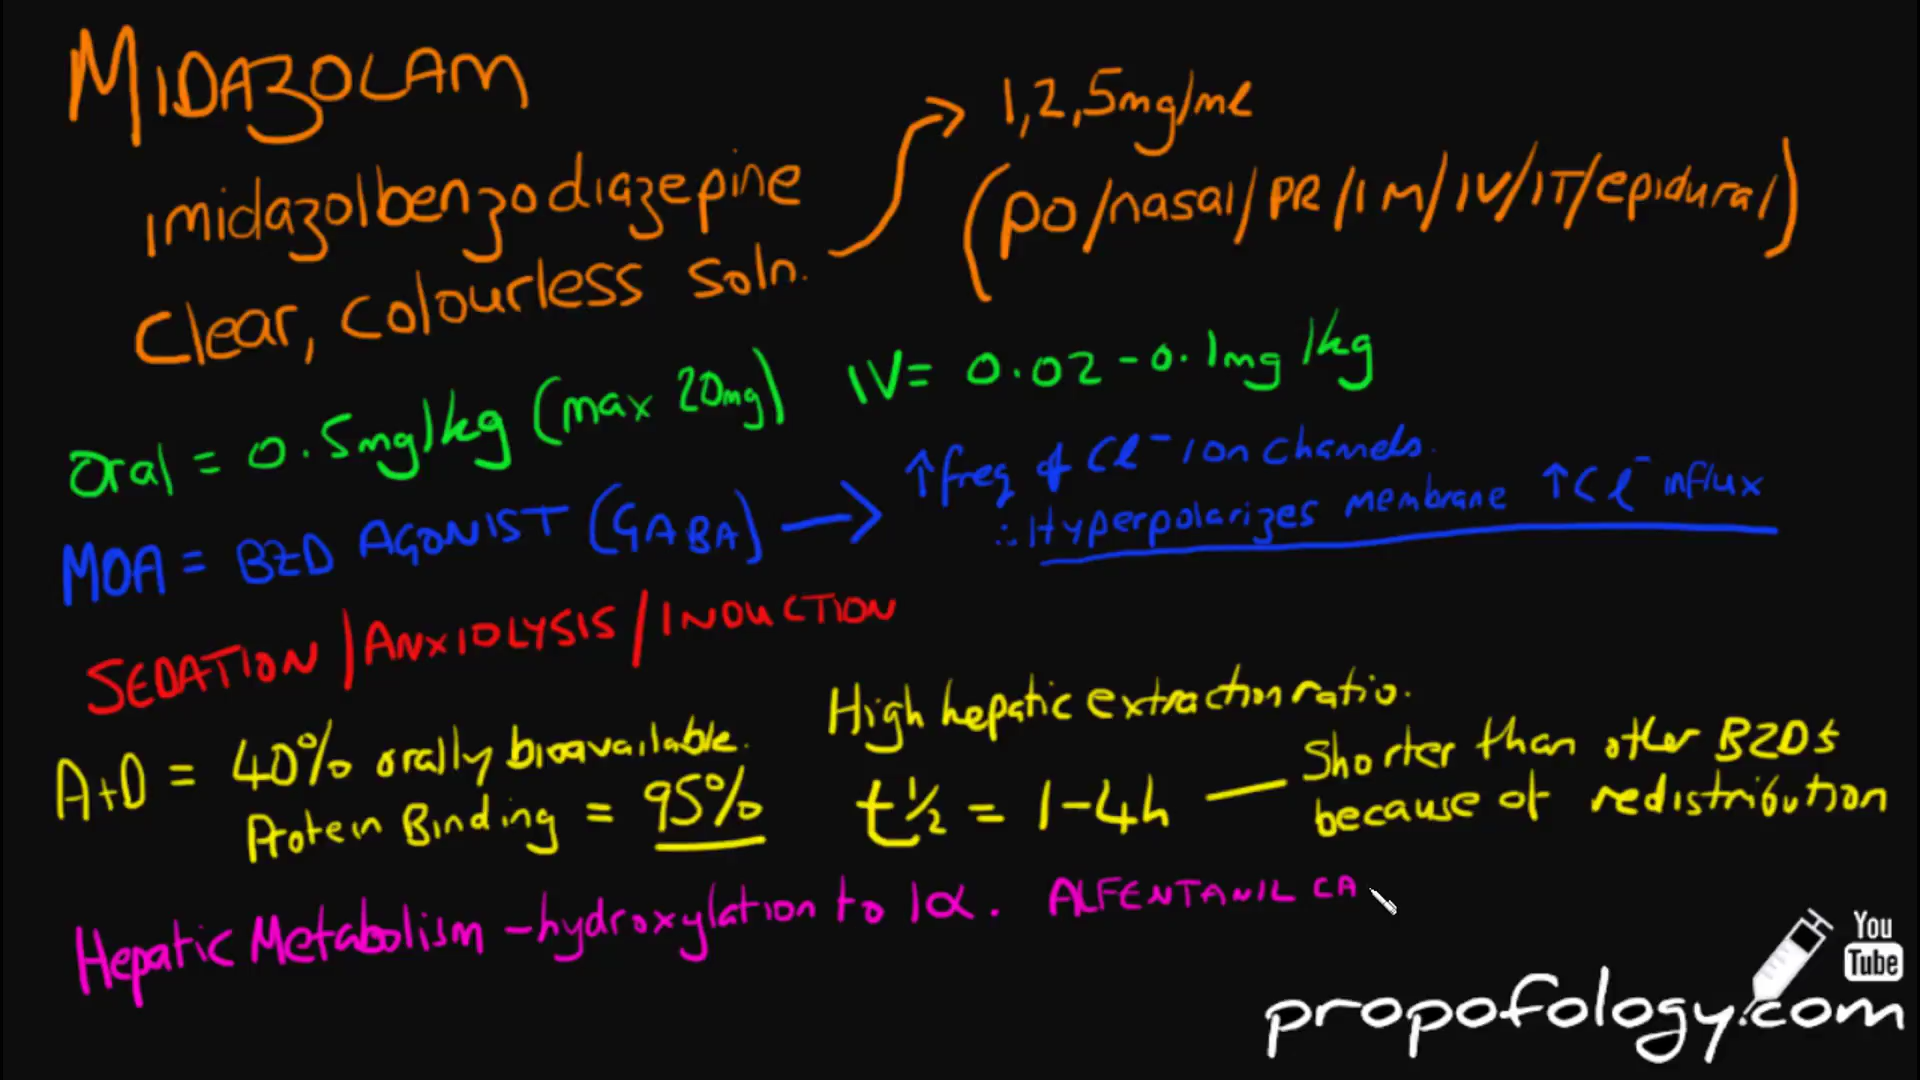 MIDAZOLAM
imidazolbenzodiazepine
Clear, colourless soln.
1,2,5mg/ml
(PO/nasal/PR/IM/IV/IT/epidural)
Oral = 0.5mg/kg (max 20mg) IV= 0.02-0.1mg/kg
MOA = BZD AGONIST (GABA) → ↑freq of Cl⁻ ion channels.
∴ Hyperpolarizes membrane ↑Cl⁻ influx
SEDATION/ANXIOLYSIS/INDUCTION
A+D = 40% orally bioavailable. High hepatic extraction ratio.
Protein Binding = 95% t½ = 1-4h — Shorter than other BZDs
because of redistribution
Hepatic Metabolism - hydroxylation to 1α. ALFENTANIL CA
You
Tube
propofology.com